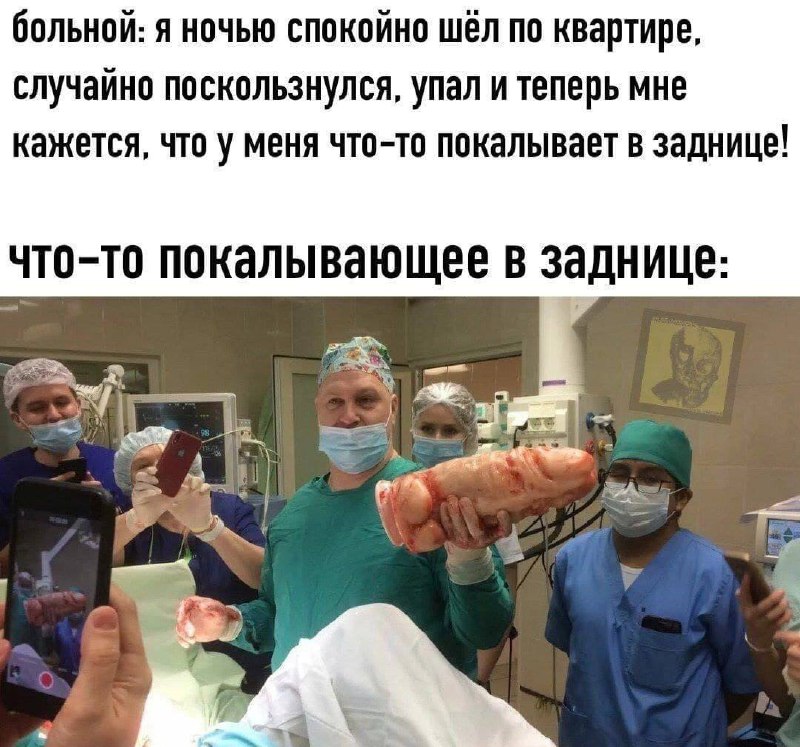 больной: я ночью спокойно шёл по квартире,
случайно поскользнулся, упал и теперь мне
кажется, что у меня что-то покалывает в заднице!
что-то покалывающее в заднице: